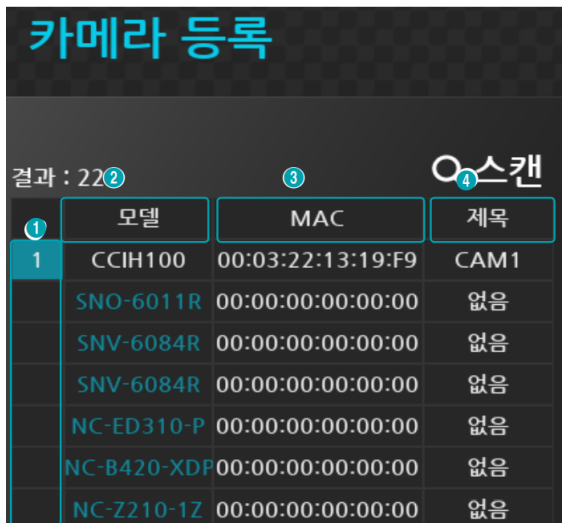 카메라 등록
결과 : 22 ② ③ ④ 스캔
① 모델 MAC 제목
1 CCIH100 00:03:22:13:19:F9 CAM1
SNO-6011R 00:00:00:00:00:00 없음
SNV-6084R 00:00:00:00:00:00 없음
SNV-6084R 00:00:00:00:00:00 없음
NC-ED310-P 00:00:00:00:00:00 없음
NC-B420-XDP 00:00:00:00:00:00 없음
NC-Z210-1Z 00:00:00:00:00:00 없음